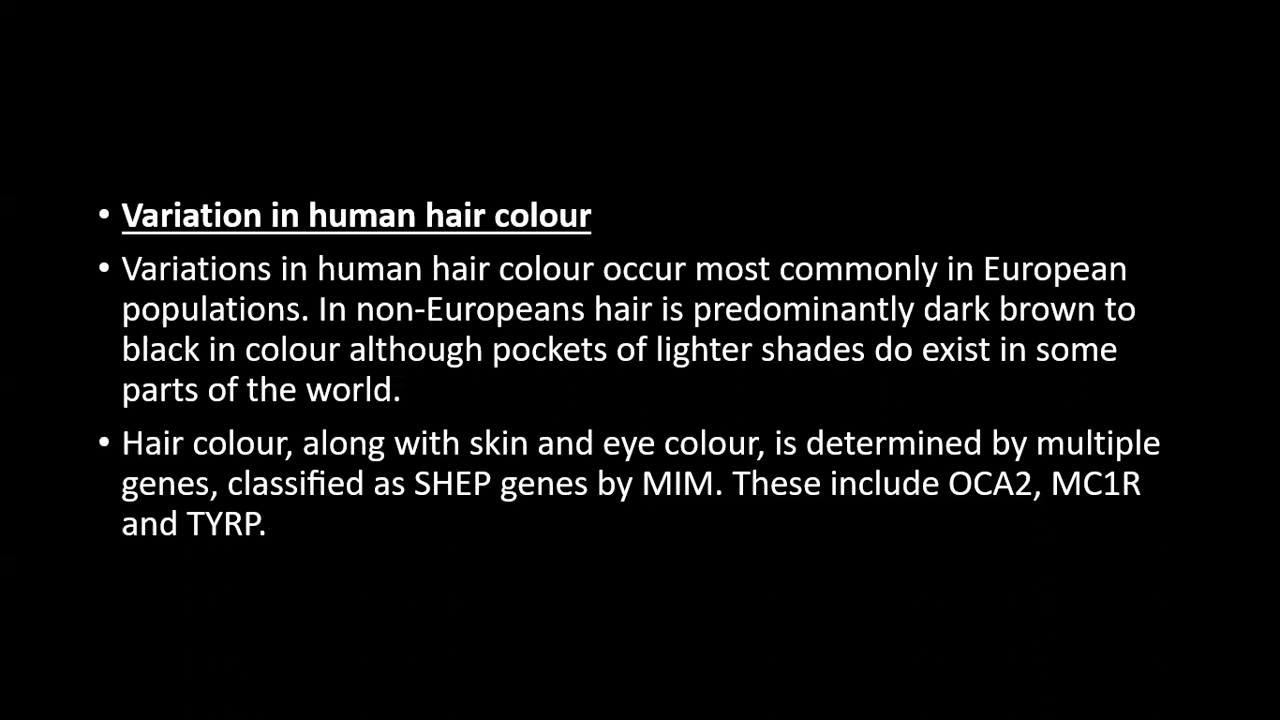 • Variation in human hair colour
• Variations in human hair colour occur most commonly in European
populations. In non-Europeans hair is predominantly dark brown to
black in colour although pockets of lighter shades do exist in some
parts of the world.
• Hair colour, along with skin and eye colour, is determined by multiple
genes, classified as SHEP genes by MIM. These include OCA2, MC1R
and TYRP.